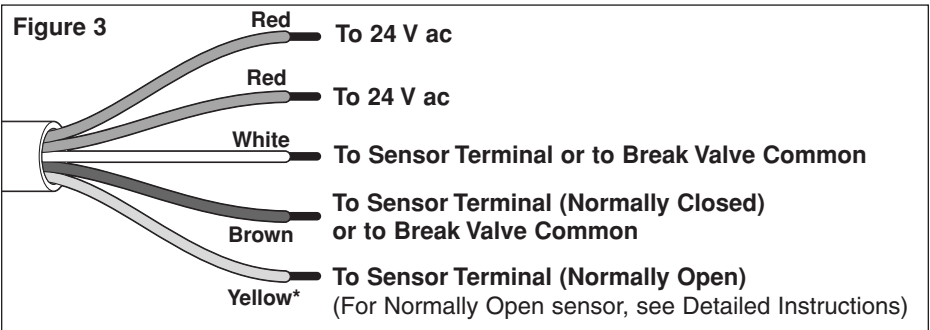 Figure 3
Red
To 24 V ac
Red
To 24 V ac
White
To Sensor Terminal or to Break Valve Common
Brown
To Sensor Terminal (Normally Closed)
or to Break Valve Common
Yellow*
To Sensor Terminal (Normally Open)
(For Normally Open sensor, see Detailed Instructions)